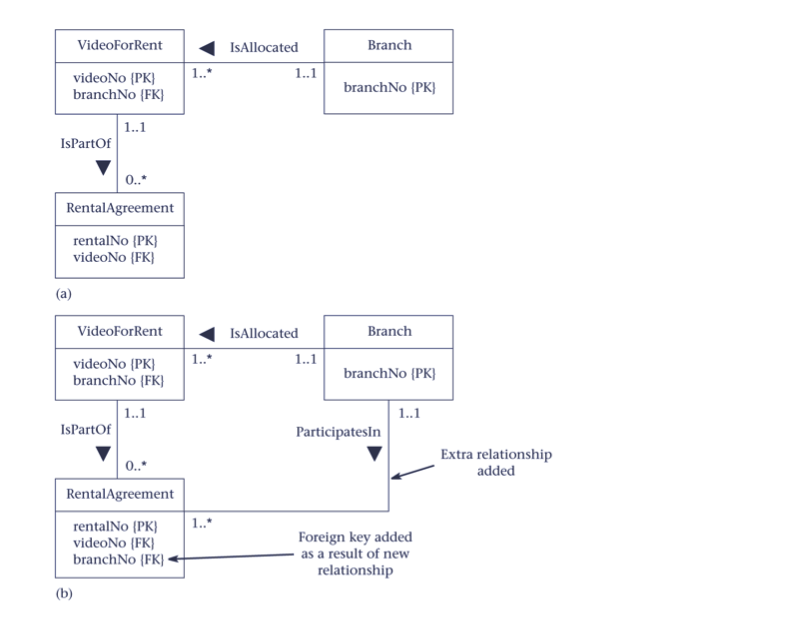 VideoForRent
IsAllocated
Branch
videoNo {PK}
branchNo {FK}
1..*
1..1
branchNo {PK}
1..1
IsPartOf
0..*
RentalAgreement
rentalNo {PK}
videoNo {FK}
(a)
VideoForRent
IsAllocated
Branch
videoNo {PK}
branchNo {FK}
1..*
1..1
branchNo {PK}
1..1
IsPartOf
0..*
1..1
ParticipatesIn
Extra relationship
added
RentalAgreement
rentalNo {PK}
videoNo {FK}
branchNo {FK}
1..*
Foreign key added
as a result of new
relationship
(b)